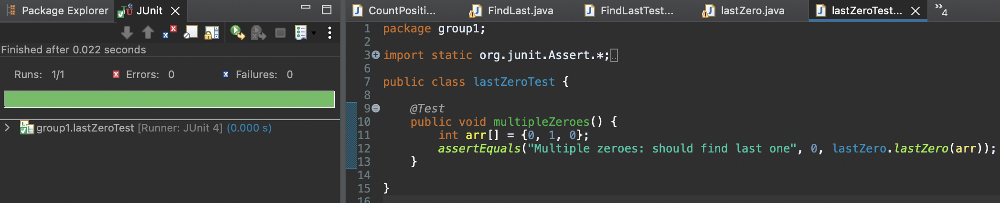 Package Explorer
JUnit
Finished after 0.022 seconds
Runs: 1/1
Errors: 0
Failures: 0
group1.lastZeroTest [Runner: JUnit 4] (0.000 s)
CountPositi...
FindLast.java
FindLastTest...
lastZero.java
lastZeroTest...
»4
1 package group1;
2
3 import static org.junit.Assert.*;
6
7 public class lastZeroTest {
8
9 @Test
10 public void multipleZeroes() {
11 int arr[] = {0, 1, 0};
12 assertEquals("Multiple zeroes: should find last one", 0, lastZero.lastZero(arr));
13 }
14
15 }
16